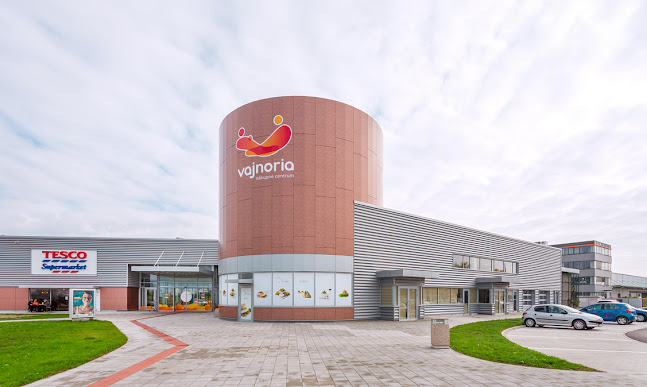 vajnoria
nákupné centrum
TESCO
Supermarket